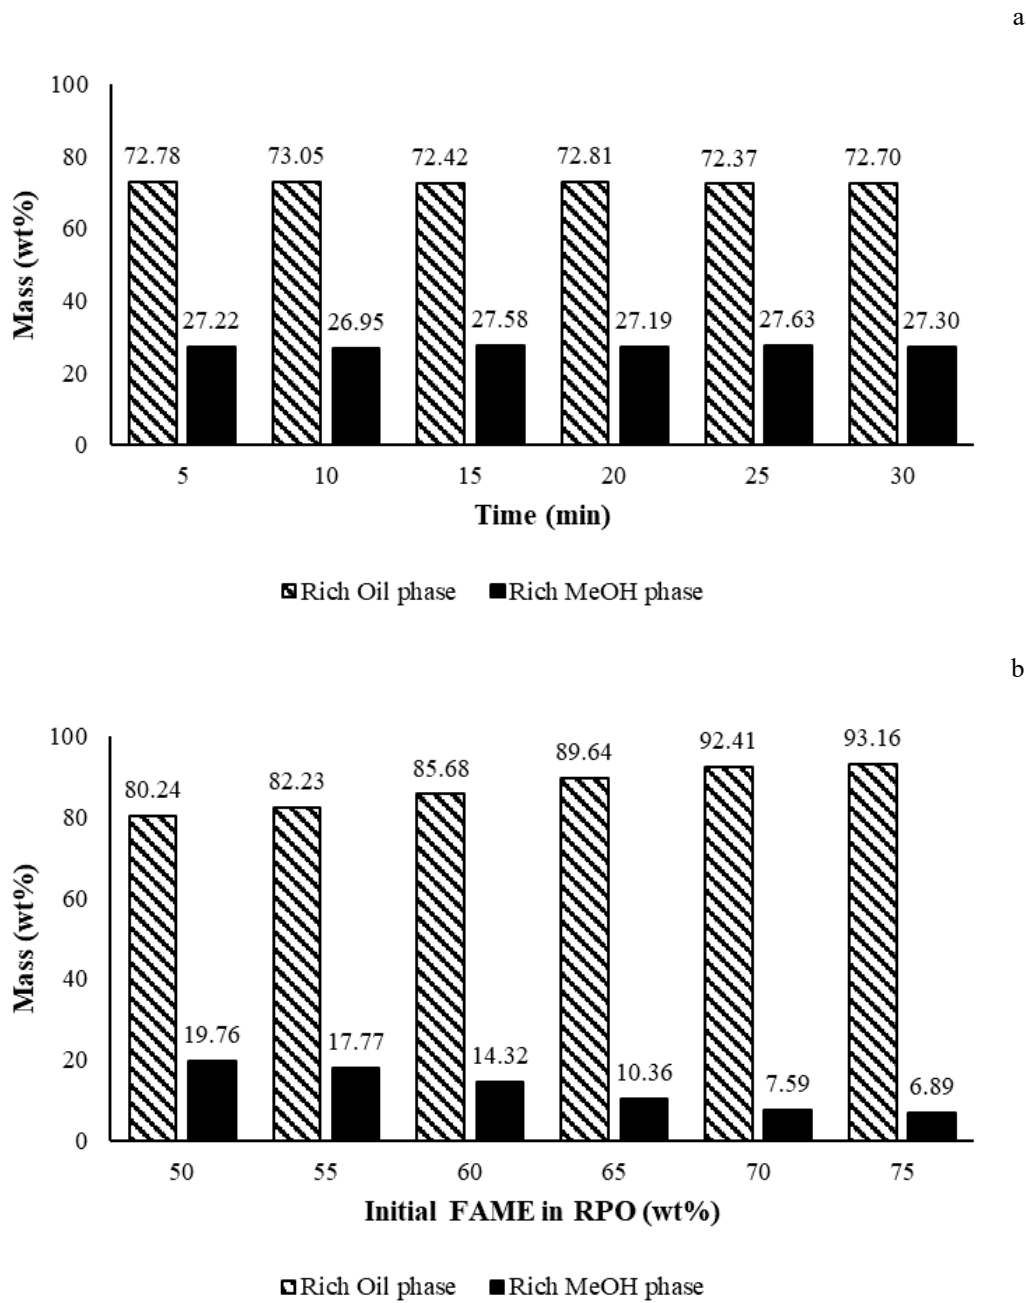 a
100
80
60
40
20
0
Mass (wt%)
72.78 73.05 72.42 72.81 72.37 72.70
27.22 26.95 27.58 27.19 27.63 27.30
5 10 15 20 25 30
Time (min)
Rich Oil phase Rich MeOH phase
b
100
80
60
40
20
0
Mass (wt%)
80.24 82.23 85.68 89.64 92.41 93.16
19.76 17.77 14.32 10.36 7.59 6.89
50 55 60 65 70 75
Initial FAME in RPO (wt%)
Rich Oil phase Rich MeOH phase